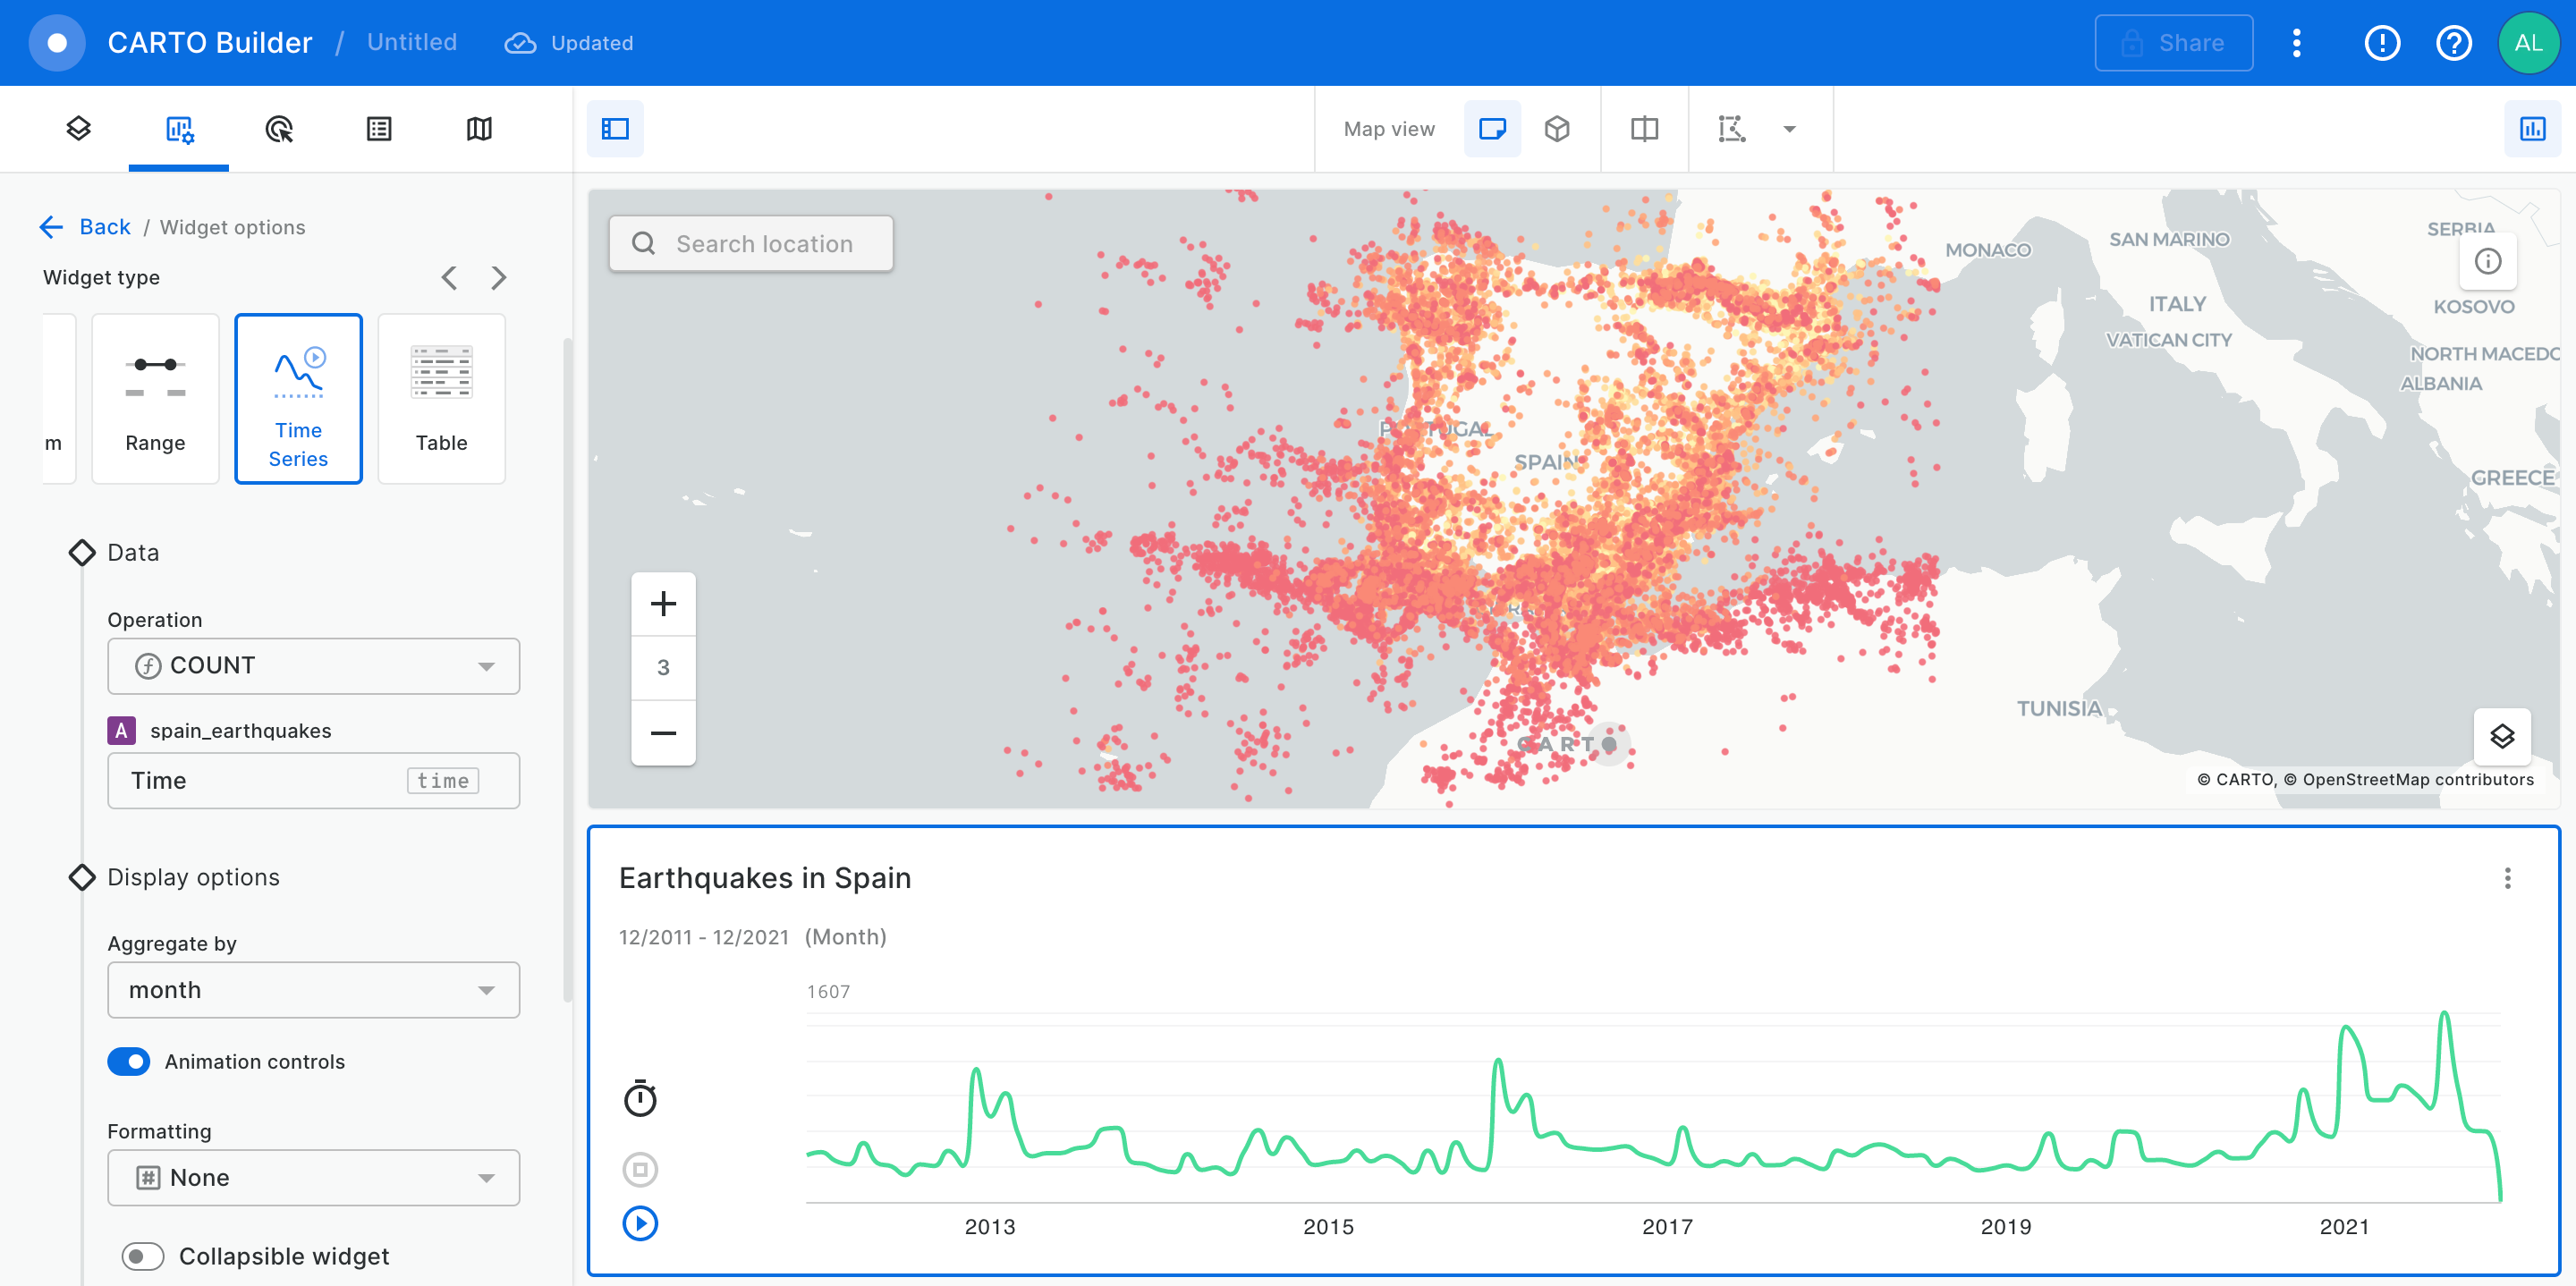 CARTO Builder / Untitled Updated Share AL
Map view
Back / Widget options
Widget type
m
Range
Time
Series
Table
Data
Operation
COUNT
A spain_earthquakes
Time time
Display options
Aggregate by
month
Animation controls
Formatting
None
Collapsible widget
Search location
3
MONACO
SAN MARINO
SERBIA
ITALY
KOSOVO
VATICAN CITY
NORTH MACEDO
ALBANIA
PORTUGAL
SPAIN
GREECE
TUNISIA
CARTO
© CARTO, © OpenStreetMap contributors
Earthquakes in Spain
12/2011 - 12/2021 (Month)
1607
2013 2015 2017 2019 2021